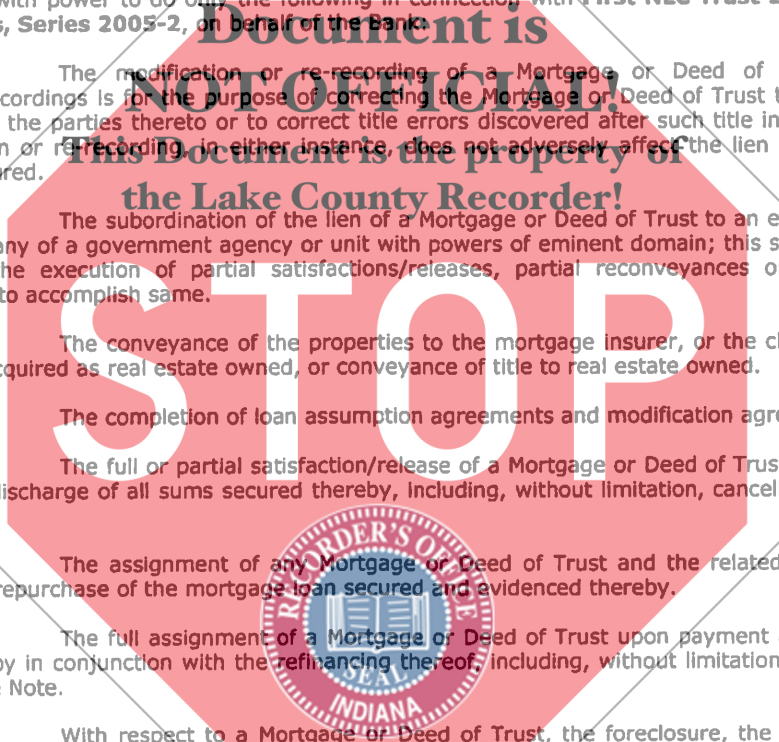 with power to do only the following in connection with First NLC Trust
s, Series 2005-2, on behalf of the Bank:
Document is
The modification or re-recording of a Mortgage or Deed of
NOT OFFICIAL!
cordings is for the purpose of correcting the Mortgage or Deed of Trust t
the parties thereto or to correct title errors discovered after such title in
This Document is the property of
n or re-recording, in either instance, does not adversely affect the lien
red.
the Lake County Recorder!
The subordination of the lien of a Mortgage or Deed of Trust to an e
any of a government agency or unit with powers of eminent domain; this s
he execution of partial satisfactions/releases, partial reconveyances o
to accomplish same.
STOP
The conveyance of the properties to the mortgage insurer, or the cl
cquired as real estate owned, or conveyance of title to real estate owned.
The completion of loan assumption agreements and modification agre
The full or partial satisfaction/release of a Mortgage or Deed of Trus
discharge of all sums secured thereby, including, without limitation, cancel
RECORDER'S OFFICE
The assignment of any Mortgage or Deed of Trust and the related
repurchase of the mortgage loan secured and evidenced thereby.
The full assignment of a Mortgage or Deed of Trust upon payment
by in conjunction with the refinancing thereof, including, without limitation
SEAL
Note.
INDIANA
With respect to a Mortgage or Deed of Trust, the foreclosure, the